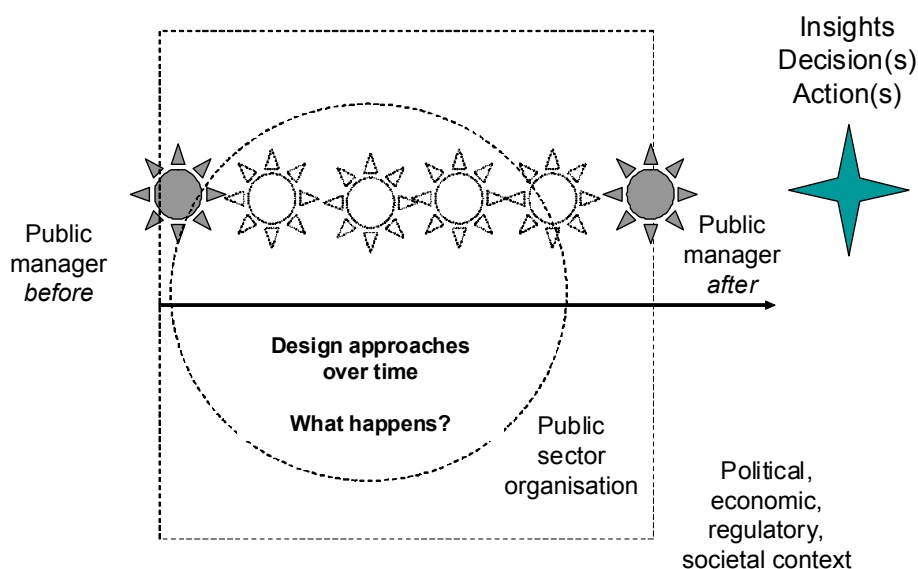 Insights
Decision(s)
Action(s)
Public
manager
before
Public
manager
after
Design approaches
over time
What happens?
Public
sector
organisation
Political,
economic,
regulatory,
societal context